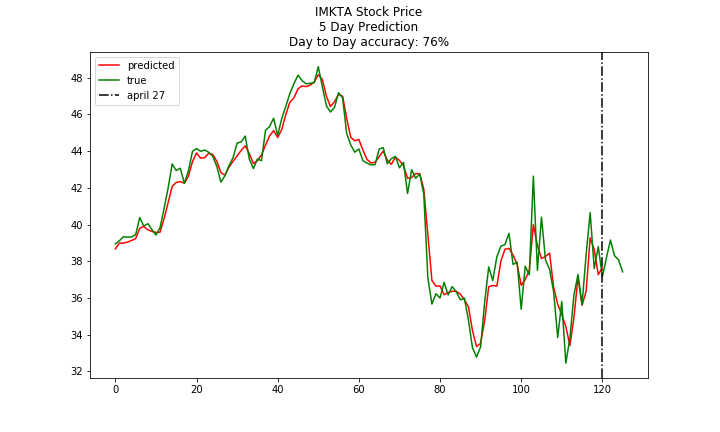 IMKTA Stock Price
5 Day Prediction
Day to Day accuracy: 76%
predicted
true
april 27
48
46
44
42
40
38
36
34
32
0 20 40 60 80 100 120